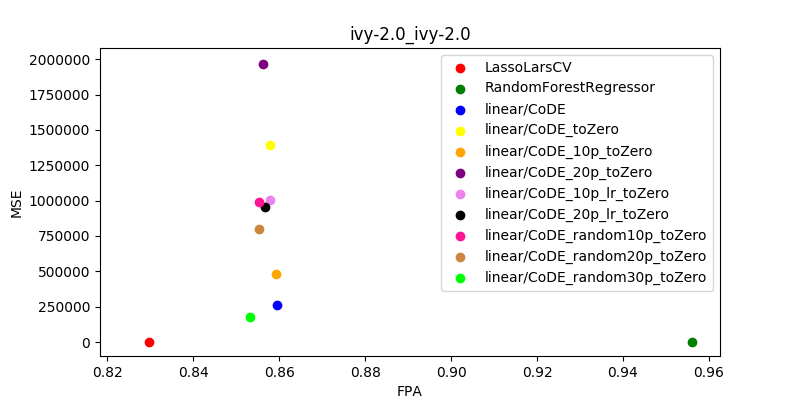 ivy-2.0_ivy-2.0
2000000
1750000
1500000
1250000
1000000
750000
500000
250000
0
MSE
LassoLarsCV
RandomForestRegressor
linear/CoDE
linear/CoDE_toZero
linear/CoDE_10p_toZero
linear/CoDE_20p_toZero
linear/CoDE_10p_lr_toZero
linear/CoDE_20p_lr_toZero
linear/CoDE_random10p_toZero
linear/CoDE_random20p_toZero
linear/CoDE_random30p_toZero
0.82 0.84 0.86 0.88 0.90 0.92 0.94 0.96
FPA